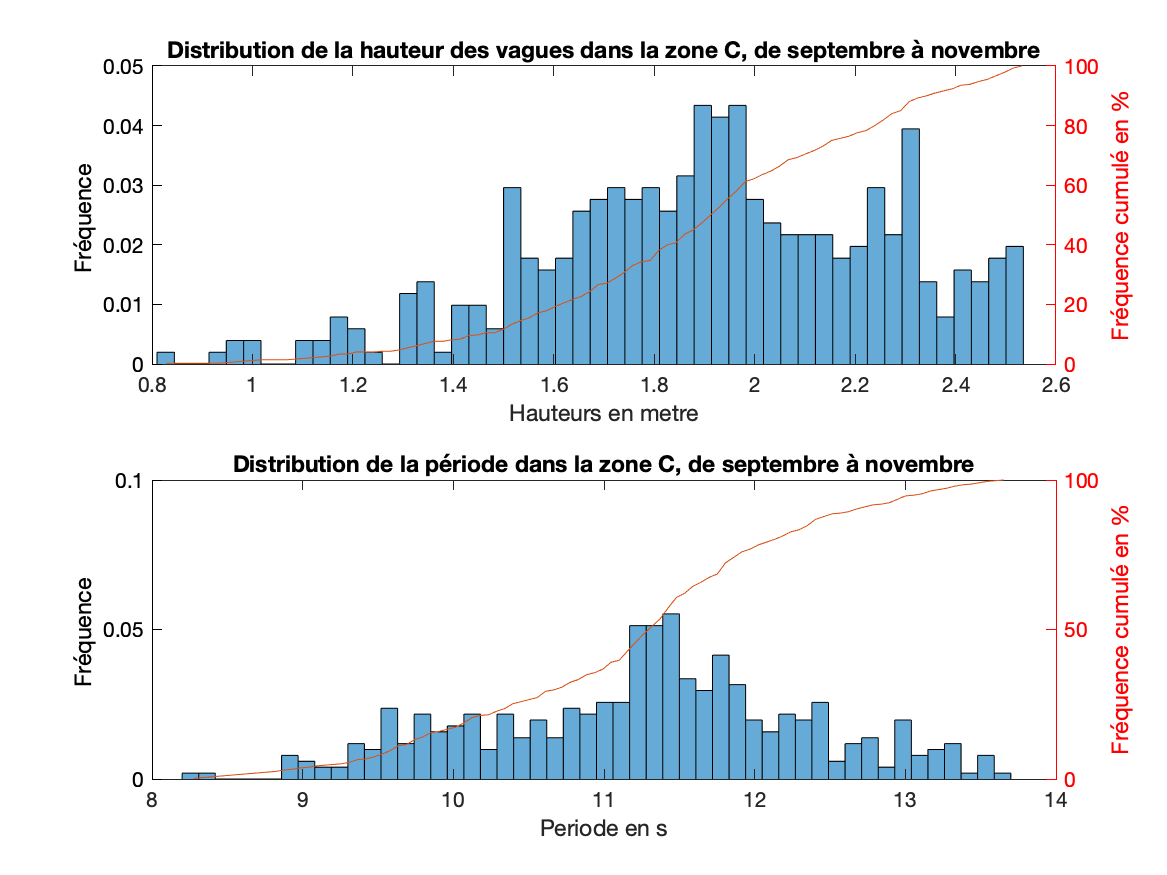 Distribution de la hauteur des vagues dans la zone C, de septembre à novembre
0.05
0.04
0.03
0.02
0.01
0
Fréquence
100
80
60
40
20
0
Fréquence cumulé en %
0.8 1 1.2 1.4 1.6 1.8 2 2.2 2.4 2.6
Hauteurs en metre
Distribution de la période dans la zone C, de septembre à novembre
0.1
0.05
0
Fréquence
100
50
0
Fréquence cumulé en %
8 9 10 11 12 13 14
Periode en s